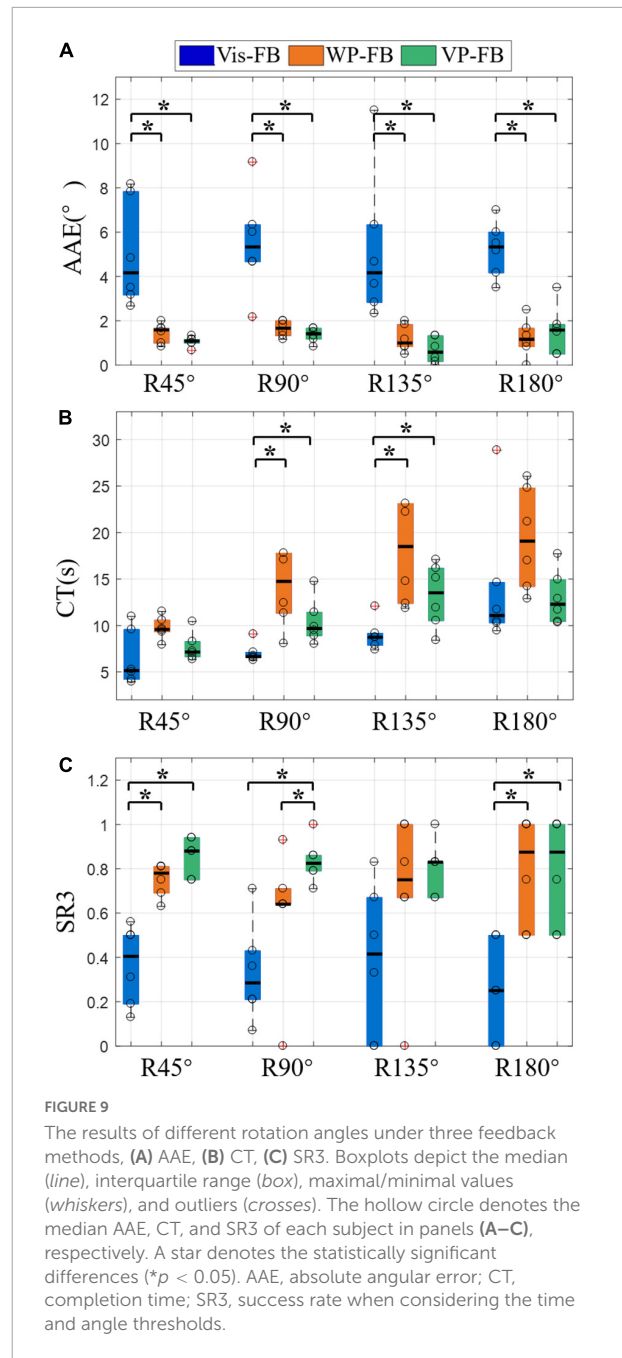 A
Vis-FB WP-FB VP-FB
12
10
8
6
4
2
0
AAE(°)
* * * * * * * *
R45° R90° R135° R180°
B
30
25
20
15
10
5
CT(s)
* * * *
R45° R90° R135° R180°
C
1.2
1
0.8
0.6
0.4
0.2
0
SR3
* * * * * *
R45° R90° R135° R180°
FIGURE 9
The results of different rotation angles under three feedback
methods, (A) AAE, (B) CT, (C) SR3. Boxplots depict the median
(line), interquartile range (box), maximal/minimal values
(whiskers), and outliers (crosses). The hollow circle denotes the
median AAE, CT, and SR3 of each subject in panels (A–C),
respectively. A star denotes the statistically significant
differences (*p < 0.05). AAE, absolute angular error; CT,
completion time; SR3, success rate when considering the time
and angle thresholds.